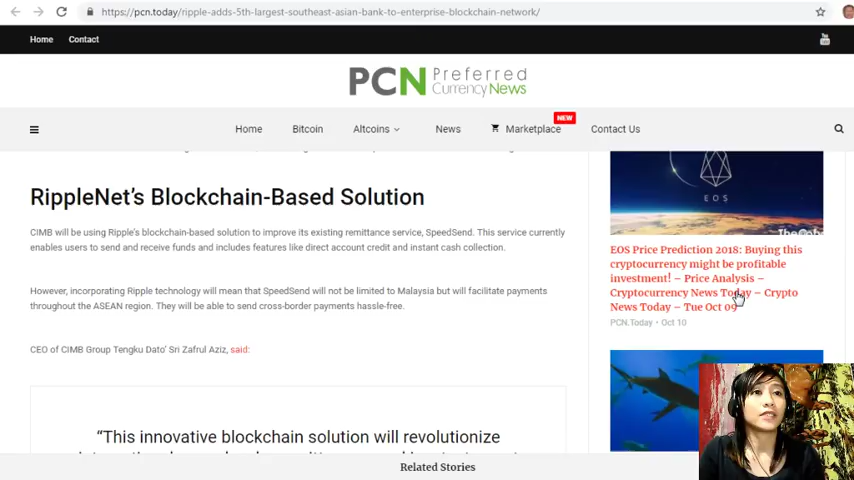 https://pcn.today/ripple-adds-5th-largest-southeast-asian-bank-to-enterprise-blockchain-network/
Home Contact
You
PCN Preferred
Currency News
NEW
Home Bitcoin Altcoins News Marketplace Contact Us
RippleNet’s Blockchain-Based Solution
CIMB will be using Ripple’s blockchain-based solution to improve its existing remittance service, SpeedSend. This service currently
enables users to send and receive funds and includes features like direct account credit and instant cash collection.
However, incorporating Ripple technology will mean that SpeedSend will not be limited to Malaysia but will facilitate payments
throughout the ASEAN region. They will be able to send cross-border payments hassle-free.
CEO of CIMB Group Tengku Dato’ Sri Zafrul Aziz, said:
“This innovative blockchain solution will revolutionize
EOS
EOS Price Prediction 2018: Buying this
cryptocurrency might be profitable
investment! – Price Analysis –
Cryptocurrency News Today – Crypto
News Today – Tue Oct 09
PCN.Today • Oct 10
Related Stories